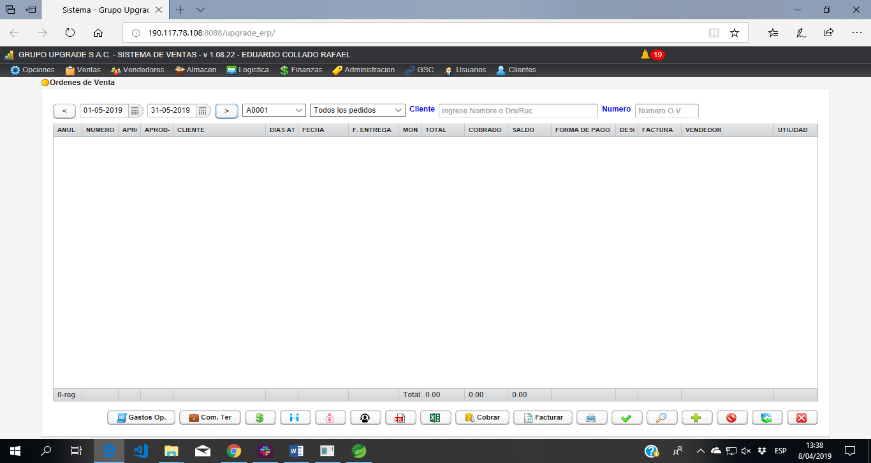 Sistema - Grupo Upgrad
190.117.78.108:8088/upgrade_erp/
GRUPO UPGRADE S.A.C. - SISTEMA DE VENTAS - v 1.08.22 - EDUARDO COLLADO RAFAEL
19
Opciones Ventas Vendedores Almacen Logistica Finanzas Administracion GSC Usuarios Clientes
Ordenes de Venta
< 01-05-2019 31-05-2019 > A0001 Todos los pedidos Cliente Ingrese Nombre o Dni/Ruc Numero Numero O.V
ANUL NUMERO APR APROB- CLIENTE DIAS AT FECHA F. ENTREGA MON TOTAL COBRADO SALDO FORMA DE PAGO DESC FACTURA VENDEDOR UTILIDAD
0-reg Total 0.00 0.00 0.00
Gastos Op. Com. Ter Cobrar Facturar
ESP
13:38
8/04/2019